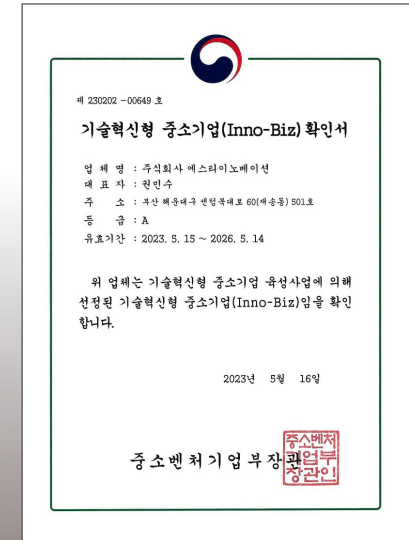 제 230202-00649 호
기술혁신형 중소기업(Inno-Biz) 확인서
업 체 명 : 주식회사 에스티이노베이션
대 표 자 : 권민수
주 소 : 부산 해운대구 센텀북대로 60(재송동) 501호
등 급 : A
유효기간 : 2023. 5. 15 ~ 2026. 5. 14
위 업체는 기술혁신형 중소기업 육성사업에 의해
선정된 기술혁신형 중소기업(Inno-Biz)임을 확인
합니다.
2023년 5월 16일
중소벤처기업부장관
중소벤처
기업부
장관인